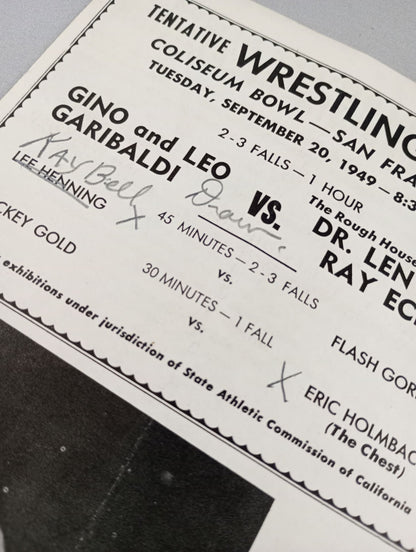 TENTATIVE WRESTLING
COLISEUM BOWL—SAN FRA
TUESDAY, SEPTEMBER 20, 1949—8:3
2-3 FALLS—1 HOUR
GINO and LEO
GARIBALDI
Draw
VS.
The Rough House
DR. LEN
RAY EC
Kay Bell
LEE HENNING X
45 MINUTES—2-3 FALLS
vs.
FLASH GOR
CKEY GOLD
30 MINUTES—1 FALL
vs.
X ERIC HOLMBAC
(The Chest)
exhibitions under jurisdiction of State Athletic Commission of California